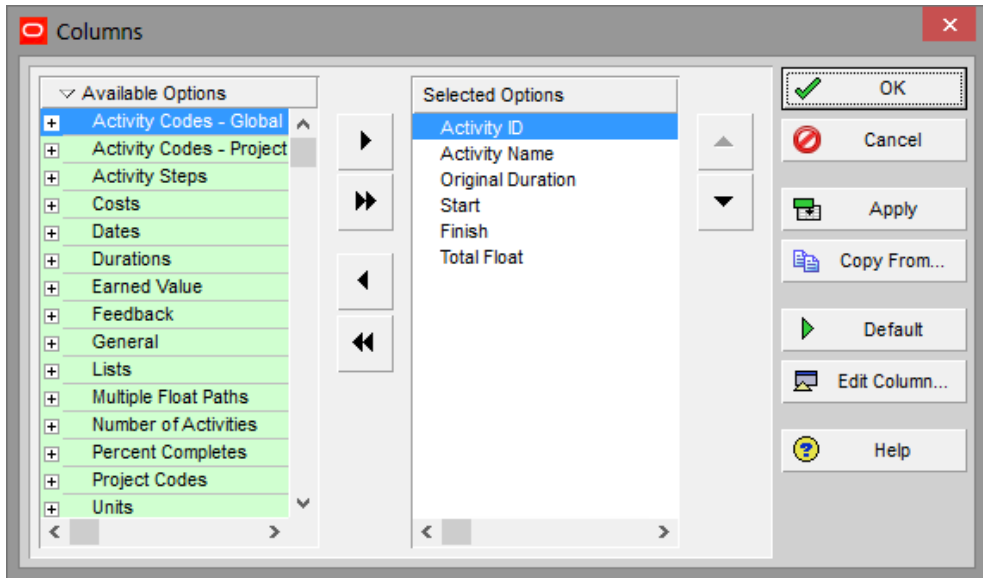 Columns
Available Options
Activity Codes - Global
Activity Codes - Project
Activity Steps
Costs
Dates
Durations
Earned Value
Feedback
General
Lists
Multiple Float Paths
Number of Activities
Percent Completes
Project Codes
Units
Selected Options
Activity ID
Activity Name
Original Duration
Start
Finish
Total Float
OK
Cancel
Apply
Copy From...
Default
Edit Column...
Help